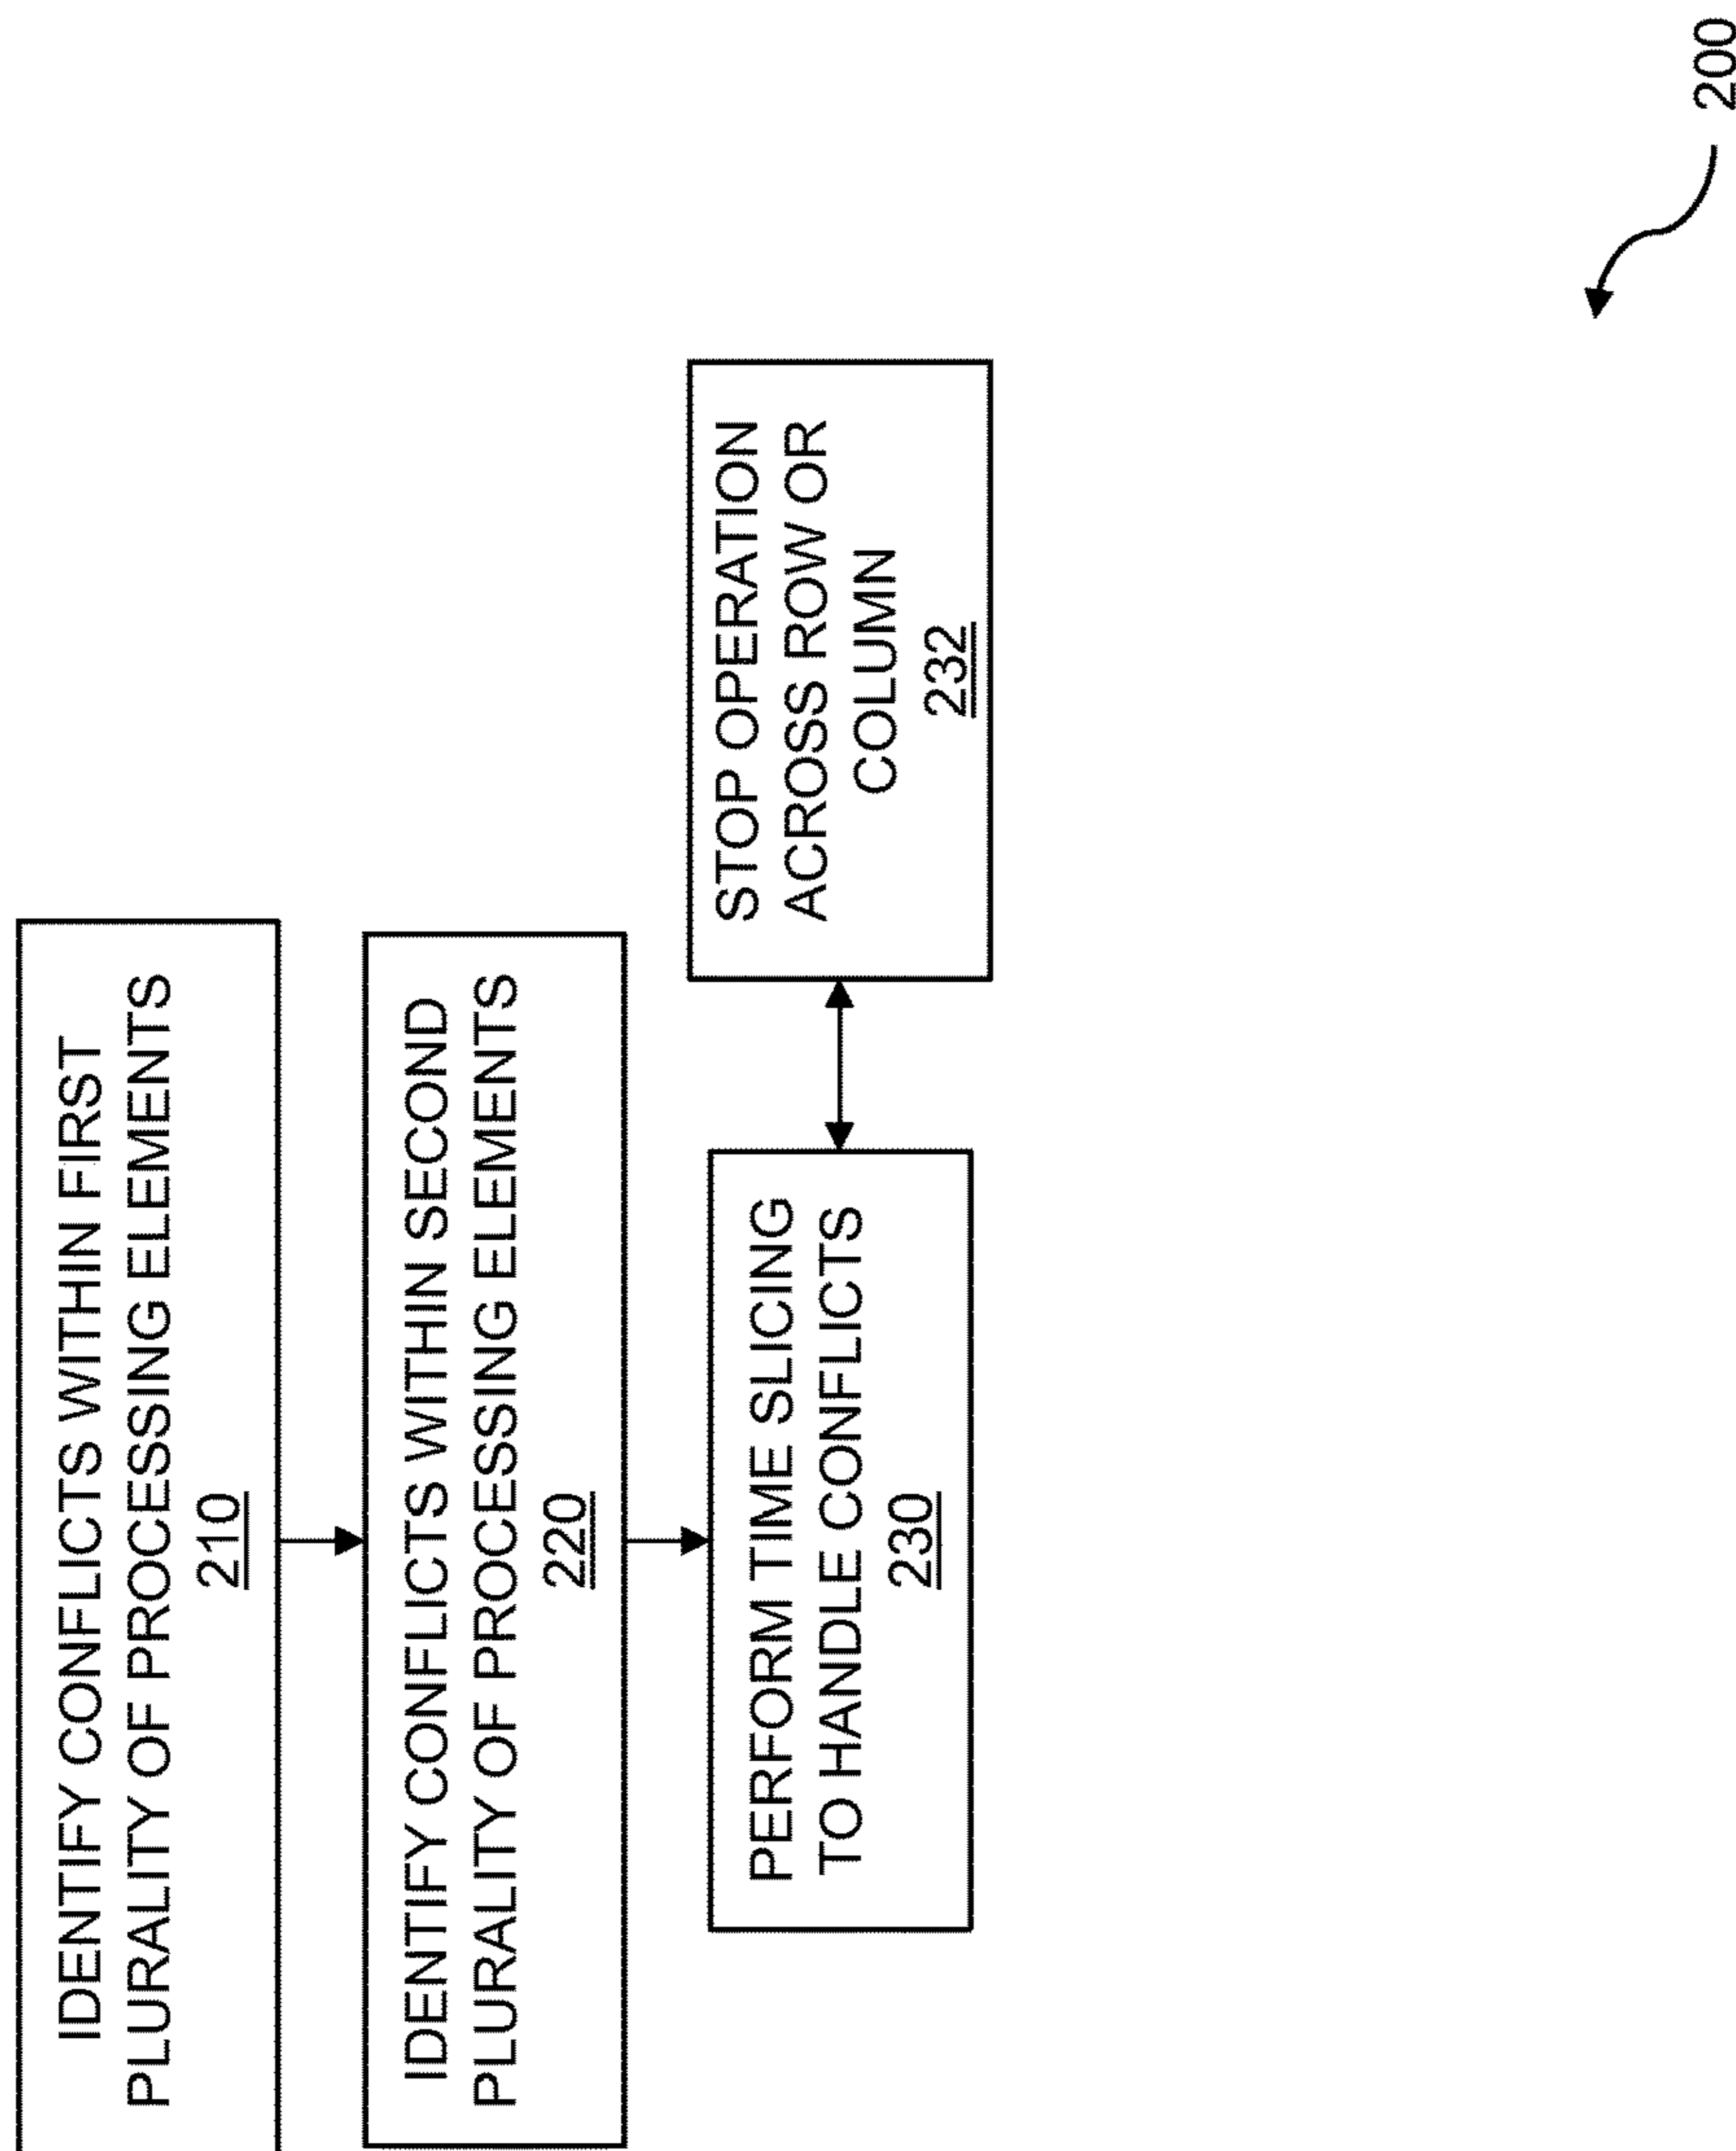 IDENTIFY CONFLICTS WITHIN FIRST
PLURALITY OF PROCESSING ELEMENTS
210
IDENTIFY CONFLICTS WITHIN SECOND
PLURALITY OF PROCESSING ELEMENTS
220
PERFORM TIME SLICING
TO HANDLE CONFLICTS
230
STOP OPERATION
ACROSS ROW OR
COLUMN
232
200